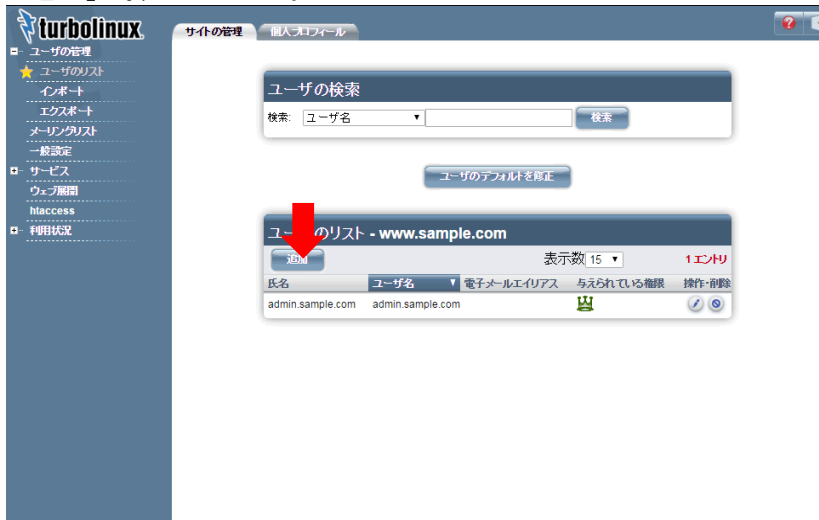 turbolinux
サイトの管理
個人プロフィール
ユーザの管理
ユーザのリスト
インポート
エクスポート
メーリングリスト
一般設定
サービス
ウェブ展開
htaccess
利用状況
ユーザの検索
検索: ユーザ名 検索
ユーザのデフォルトを修正
のリスト - www.sample.com
追加 表示数 15 1 エントリ
氏名 ユーザ名 電子メールエイリアス 与えられている権限 操作・削除
admin.sample.com admin.sample.com